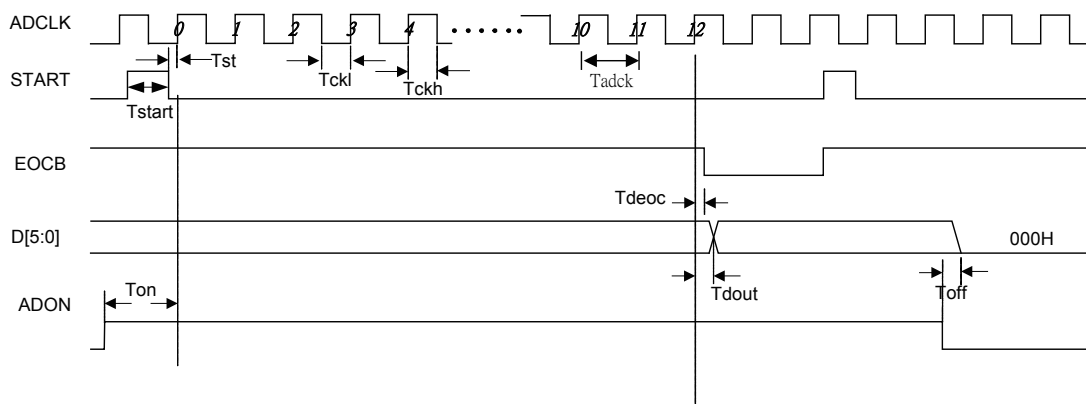 ADCLK
0 1 2 3 4 ...... 10 11 12
Tst
Tckl
Tckh
Tadck
START
Tstart
EOCB
Tdeoc
D[5:0]
000H
Tdout
Toff
Ton
ADON